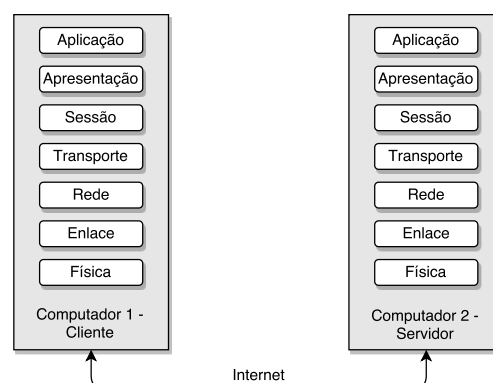 Aplicação
Apresentação
Sessão
Transporte
Rede
Enlace
Física
Computador 1 -
Cliente
Aplicação
Apresentação
Sessão
Transporte
Rede
Enlace
Física
Computador 2 -
Servidor
Internet